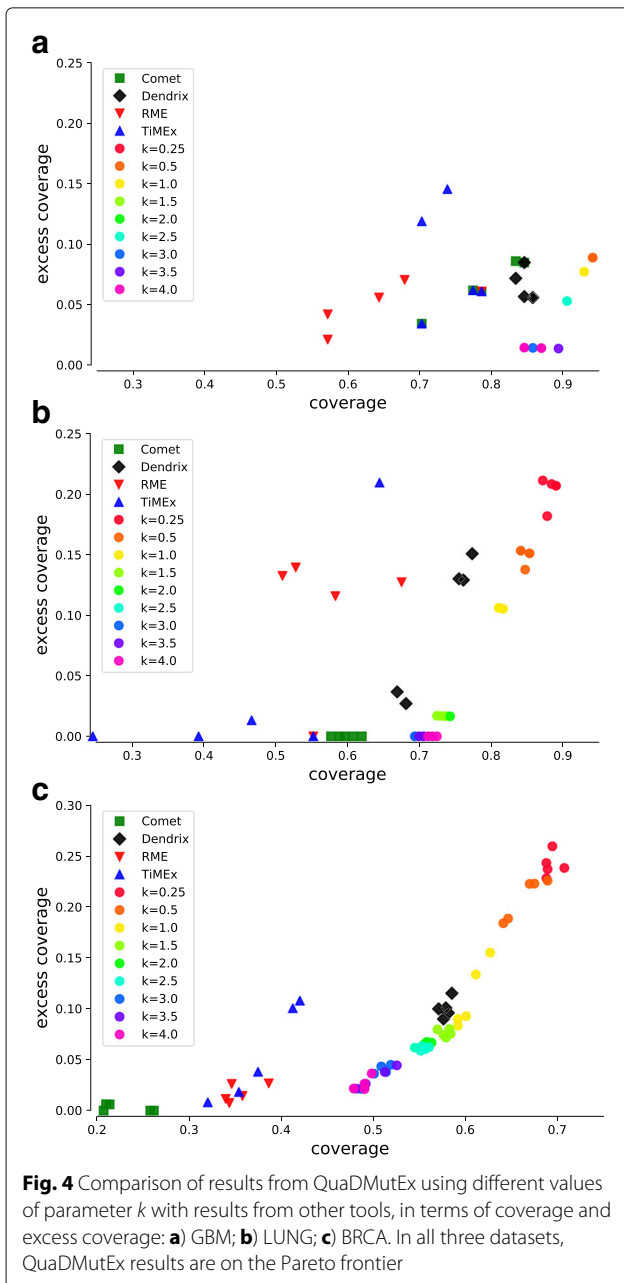 a
0.25
0.20
0.15
0.10
0.05
0.00
excess coverage
Comet
Dendrix
RME
TiMEx
k=0.25
k=0.5
k=1.0
k=1.5
k=2.0
k=2.5
k=3.0
k=3.5
k=4.0
0.3 0.4 0.5 0.6 0.7 0.8 0.9
coverage
b
0.25
0.20
0.15
0.10
0.05
0.00
excess coverage
Comet
Dendrix
RME
TiMEx
k=0.25
k=0.5
k=1.0
k=1.5
k=2.0
k=2.5
k=3.0
k=3.5
k=4.0
0.3 0.4 0.5 0.6 0.7 0.8 0.9
coverage
c
0.30
0.25
0.20
0.15
0.10
0.05
0.00
excess coverage
Comet
Dendrix
RME
TiMEx
k=0.25
k=0.5
k=1.0
k=1.5
k=2.0
k=2.5
k=3.0
k=3.5
k=4.0
0.2 0.3 0.4 0.5 0.6 0.7
coverage
Fig. 4 Comparison of results from QuaDMutEx using different values
of parameter k with results from other tools, in terms of coverage and
excess coverage: a) GBM; b) LUNG; c) BRCA. In all three datasets,
QuaDMutEx results are on the Pareto frontier